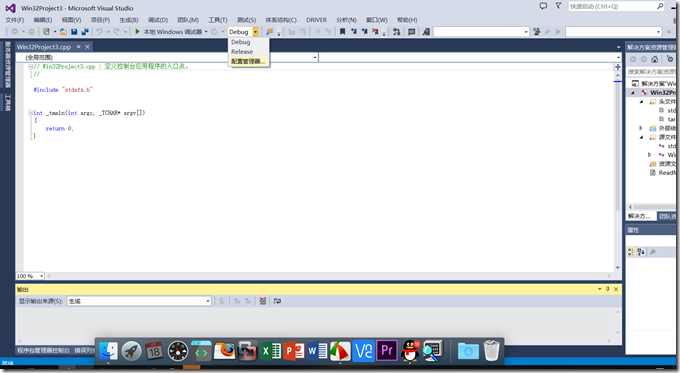 Win32Project3 - Microsoft Visual Studio
快速启动 (Ctrl+Q)
文件(F) 编辑(E) 视图(V) 项目(P) 生成(B) 调试(D) 团队(M) 工具(T) 测试(S) 体系结构(C) DRIVER 分析(N) 窗口(W) 帮助(H)
本地 Windows 调试器 Debug
Debug
Release
配置管理器...
Win32Project3.cpp
(全局范围)
// Win32Project3.cpp : 定义控制台应用程序的入口点。
//
#include "stdafx.h"
int _tmain(int argc, _TCHAR* argv[])
{
return 0;
}
100 %
输出
显示输出来源(S): 生成
程序包管理器控制台 错误列表
服务器资源管理器
工具箱
解决方案资源管理
搜索解决方案资源
解决方案"Wi
Win32Pro
头文件
std
tar
外部依
源文件
std
Win
资源文
ReadM
解决方... 团队资
属性
18